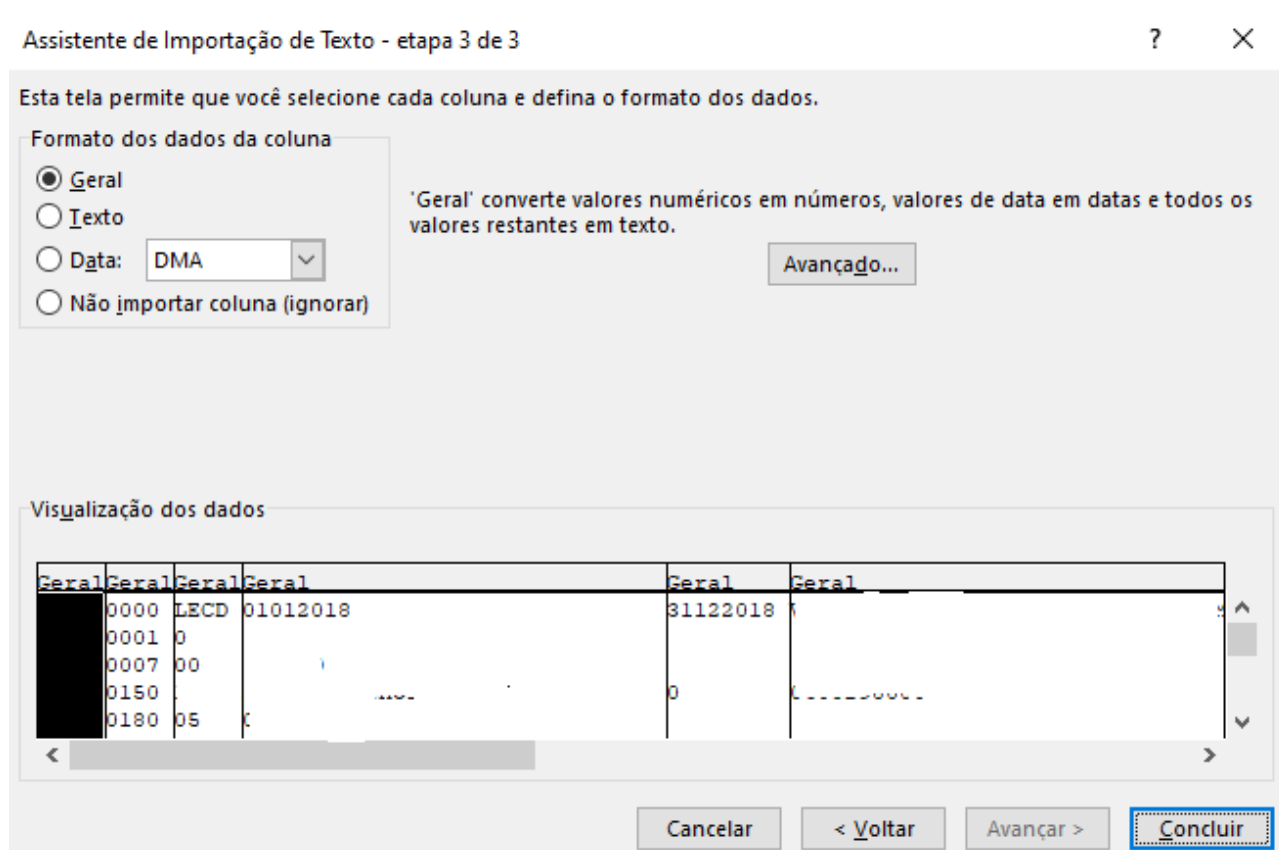 Assistente de Importação de Texto - etapa 3 de 3 ? ×
Esta tela permite que você selecione cada coluna e defina o formato dos dados.
Formato dos dados da coluna
Geral
Texto
Data: DMA
Não importar coluna (ignorar)
'Geral' converte valores numéricos em números, valores de data em datas e todos os
valores restantes em texto.
Avançado...
Visualização dos dados
Geral Geral Geral Geral Geral Geral
0000 LECD 01012018 31122018
0001 0
0007 00
0150 0
0180 05
Cancelar < Voltar Avançar > Concluir